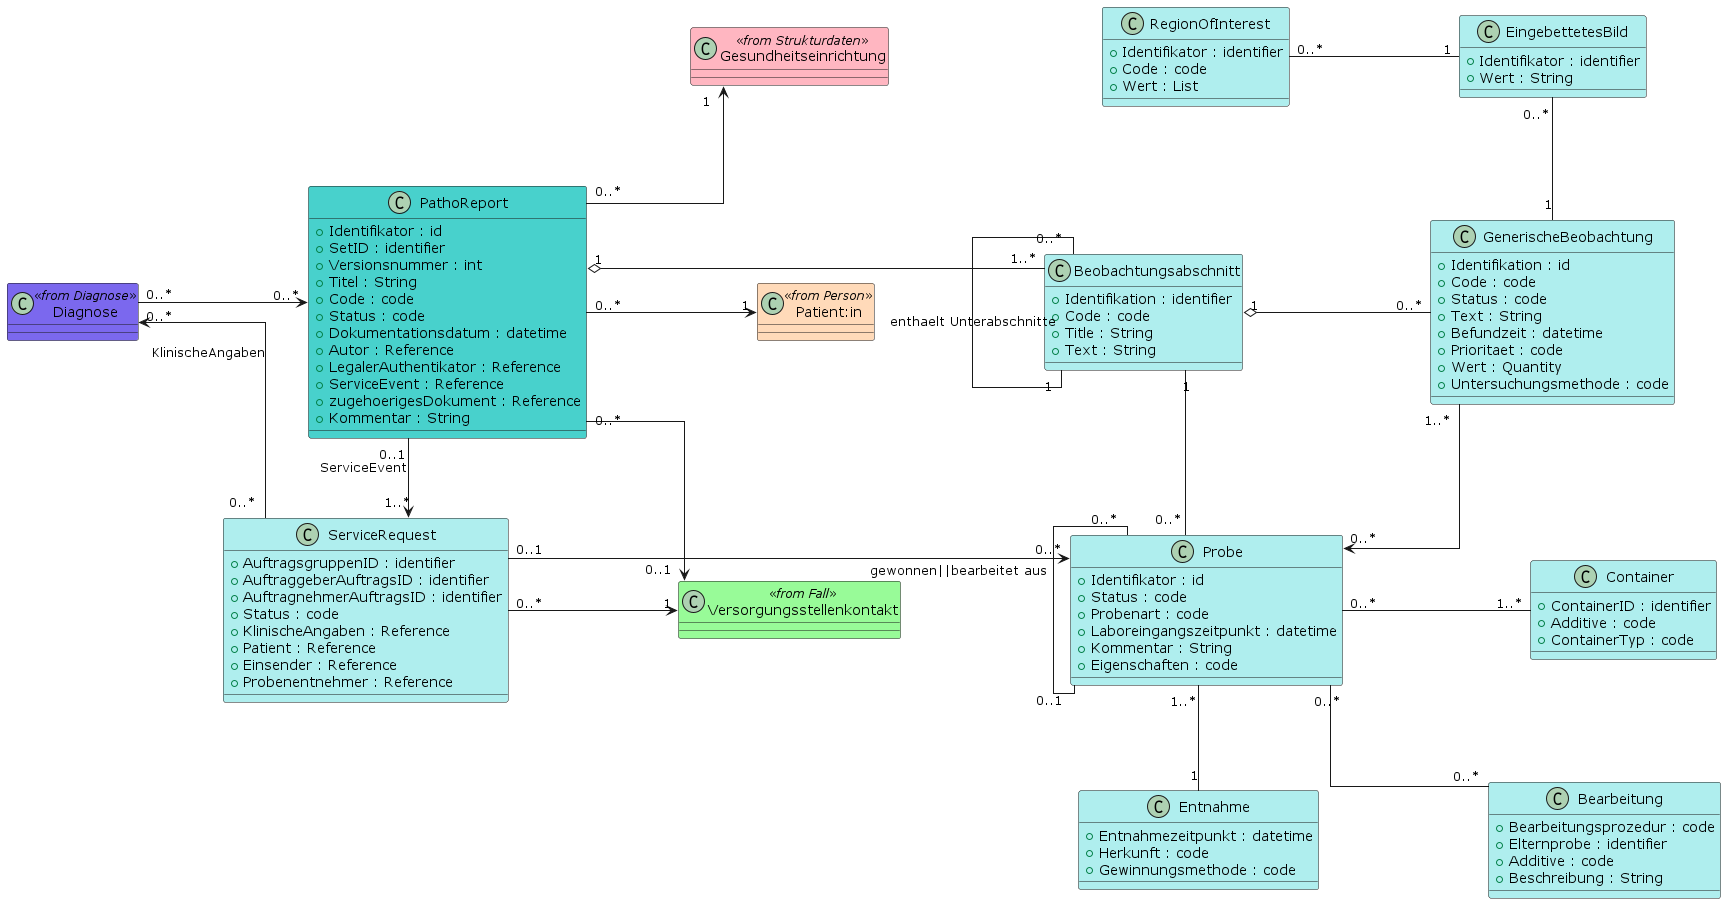 C RegionOfInterest
Identifikator : identifier
Code : code
Wert : List
0..*
1
C EingebettetesBild
Identifikator : identifier
Wert : String
0..*
1
C «from Strukturdaten»
Gesundheitseinrichtung
1
0..*
C PathoReport
Identifikator : id
SetID : identifier
Versionsnummer : int
Titel : String
Code : code
Status : code
Dokumentationsdatum : datetime
Autor : Reference
LegalerAuthentikator : Reference
ServiceEvent : Reference
zugehoerigesDokument : Reference
Kommentar : String
1
1..*
0..*
1
0..*
0..1
C «from Diagnose»
Diagnose
0..*
0..*
0..*
KlinischeAngaben
0..*
C «from Person»
Patient:in
0..*
C Beobachtungsabschnitt
Identifikation : identifier
Code : code
Title : String
Text : String
enthaelt Unterabschnitte
1
1
0..*
1
0..*
C GenerischeBeobachtung
Identifikation : id
Code : code
Status : code
Text : String
Befundzeit : datetime
Prioritaet : code
Wert : Quantity
Untersuchungsmethode : code
1..*
0..*
0..1
ServiceEvent
1..*
C ServiceRequest
AuftragsgruppenID : identifier
AuftraggeberAuftragsID : identifier
AuftragnehmerAuftragsID : identifier
Status : code
KlinischeAngaben : Reference
Patient : Reference
Einsender : Reference
Probenentnehmer : Reference
0..1
0..*
0..*
1
C «from Fall»
Versorgungsstellenkontakt
0..*
gewonnen||bearbeitet aus
0..1
C Probe
Identifikator : id
Status : code
Probenart : code
Laboreingangszeitpunkt : datetime
Kommentar : String
Eigenschaften : code
0..*
1..*
C Container
ContainerID : identifier
Additive : code
ContainerTyp : code
1..*
1
0..*
0..*
C Entnahme
Entnahmezeitpunkt : datetime
Herkunft : code
Gewinnungsmethode : code
C Bearbeitung
Bearbeitungsprozedur : code
Elternprobe : identifier
Additive : code
Beschreibung : String